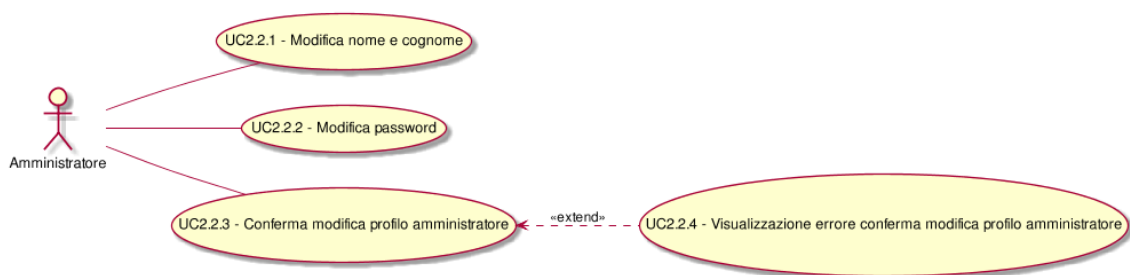 UC2.2.1 - Modifica nome e cognome
UC2.2.2 - Modifica password
Amministratore
UC2.2.3 - Conferma modifica profilo amministratore
«extend»
UC2.2.4 - Visualizzazione errore conferma modifica profilo amministratore